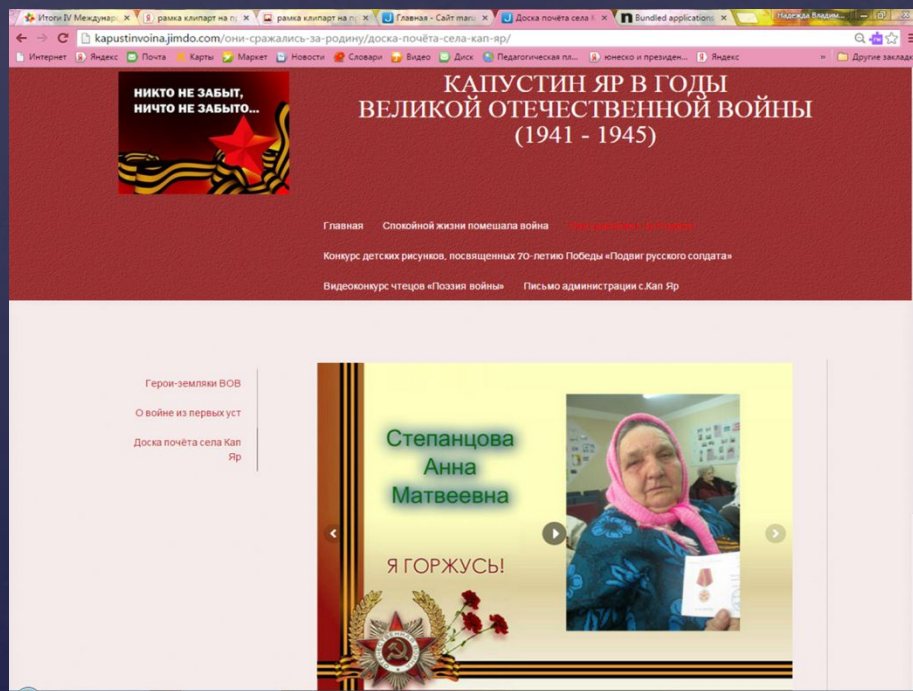 Итоги IV Междунаро
рамка клипарт на пр
рамка клипарт на пр
Главная - Сайт maru
Доска почёта села К
Bundled applications
Надежда Владим...
kapustinvoina.jimdo.com/они-сражались-за-родину/доска-почёта-села-кап-яр/
Интернет Яндекс Почта Карты Маркет Новости Словари Видео Диск Педагогическая пл... юнеско и президен... Яндекс » Другие закладк
НИКТО НЕ ЗАБЫТ,
НИЧТО НЕ ЗАБЫТО...
КАПУСТИН ЯР В ГОДЫ
ВЕЛИКОЙ ОТЕЧЕСТВЕННОЙ ВОЙНЫ
(1941 - 1945)
Главная Спокойной жизни помешала война
Конкурс детских рисунков, посвященных 70-летию Победы «Подвиг русского солдата»
Видеоконкурс чтецов «Поэзия войны» Письмо администрации с.Кап Яр
Герои-земляки ВОВ
О войне из первых уст
Доска почёта села Кап
Яр
Степанцова
Анна
Матвеевна
Я ГОРЖУСЬ!